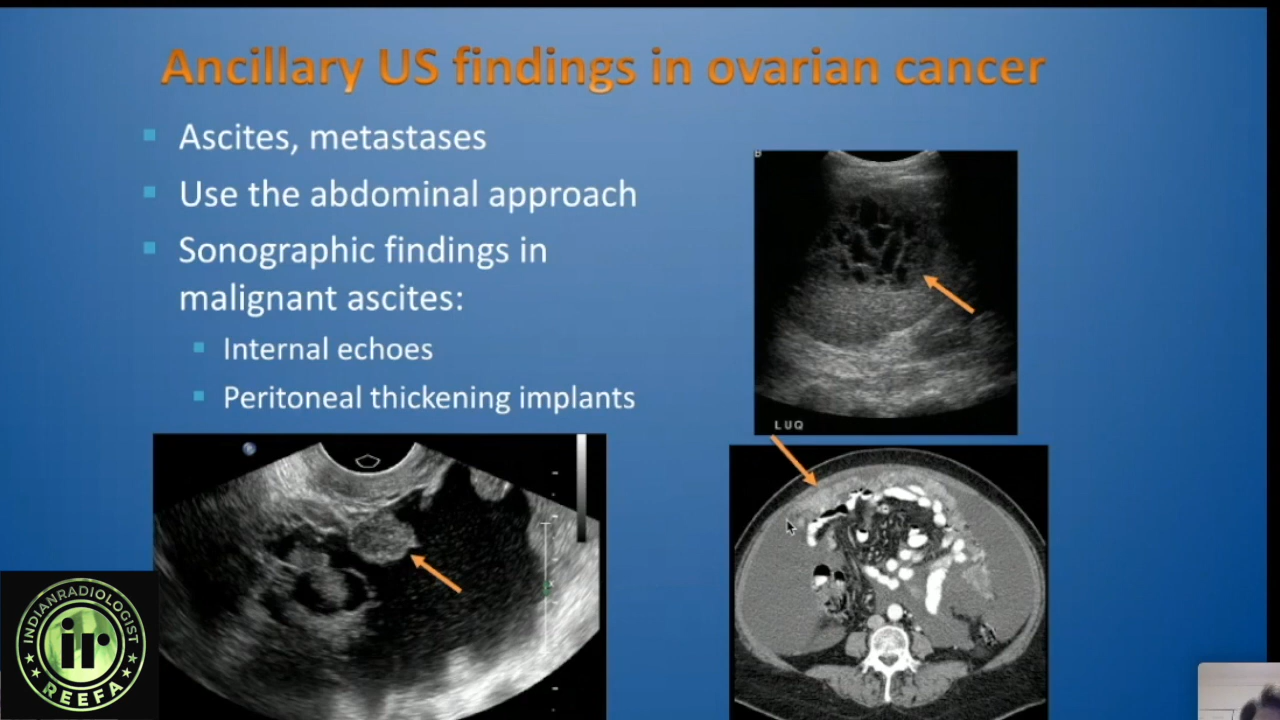 Ancillary US findings in ovarian cancer
Ascites, metastases
Use the abdominal approach
Sonographic findings in
malignant ascites:
Internal echoes
Peritoneal thickening implants
B
LUQ
INDIANRADIOLOGIST
ir
REEFA